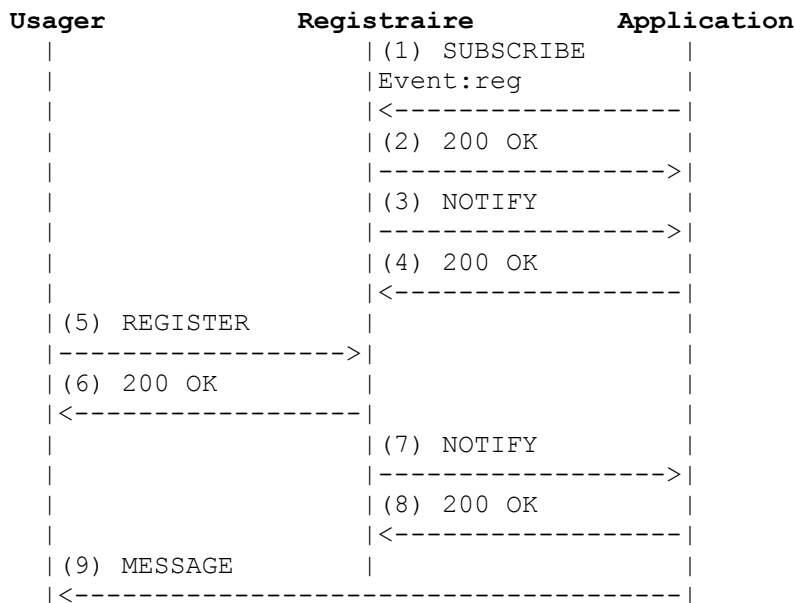 Usager Registraire Application
(1) SUBSCRIBE
Event:reg
(2) 200 OK
(3) NOTIFY
(4) 200 OK
(5) REGISTER
(6) 200 OK
(7) NOTIFY
(8) 200 OK
(9) MESSAGE